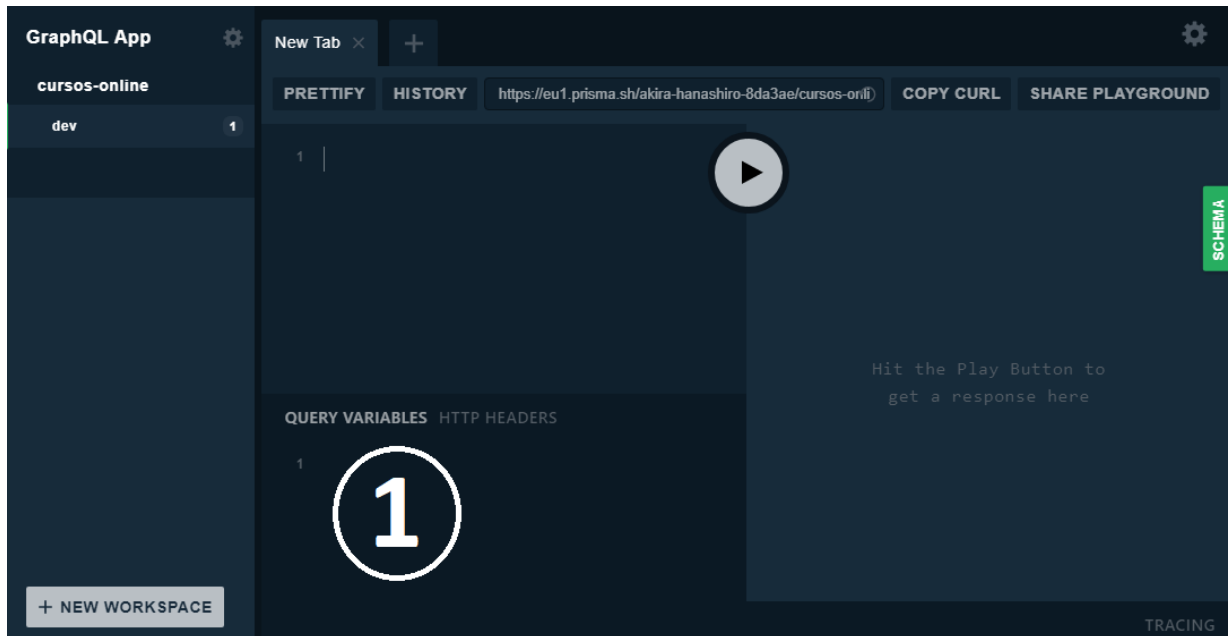 GraphQL App
cursos-online
dev 1
+ NEW WORKSPACE
New Tab × +
PRETTIFY HISTORY https://eu1.prisma.sh/akira-hanashiro-8da3ae/cursos-onli COPY CURL SHARE PLAYGROUND
1
SCHEMA
Hit the Play Button to
get a response here
QUERY VARIABLES HTTP HEADERS
1
1
TRACING